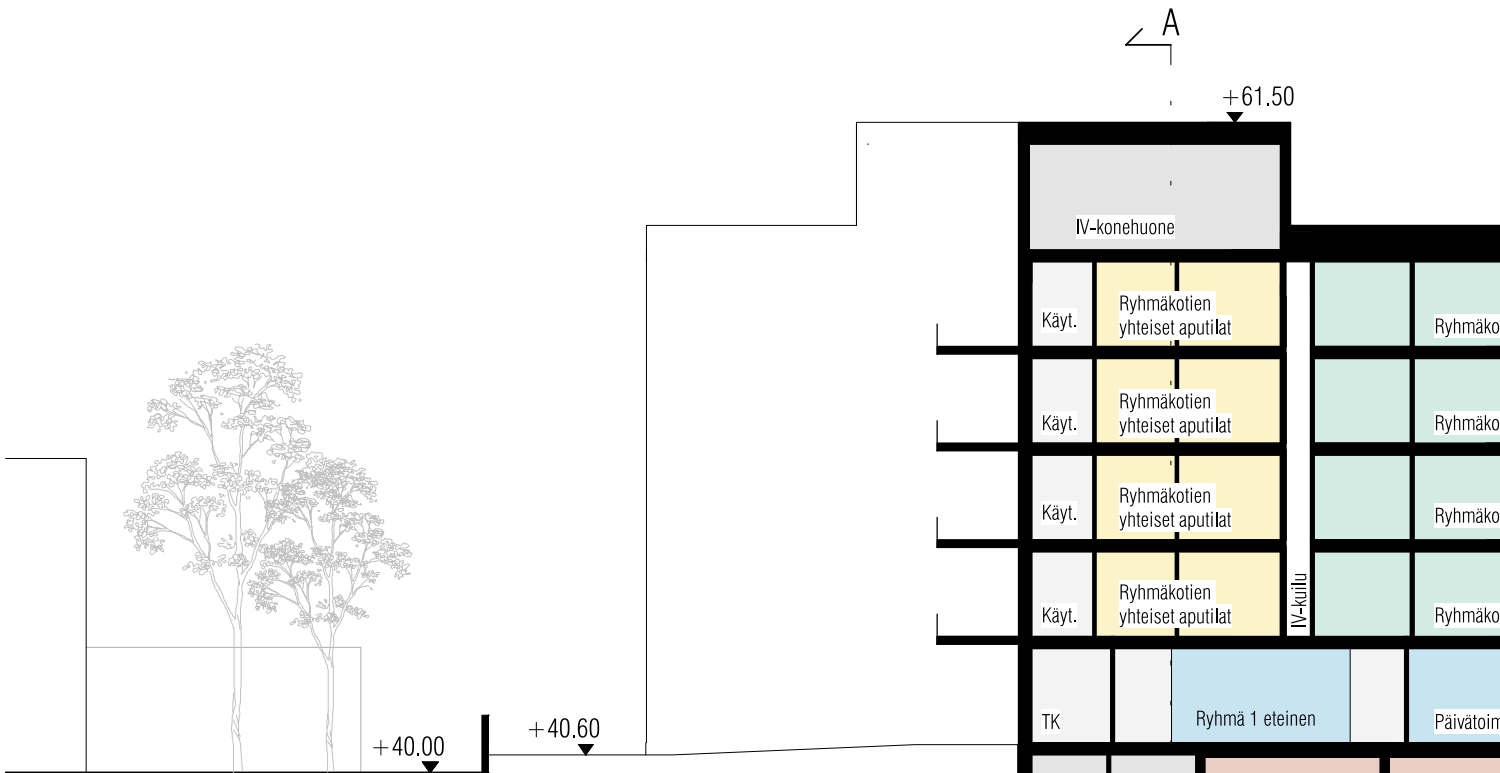 A
+61.50
IV-konehuone
Käyt.
Ryhmäkotien
yhteiset aputilat
Ryhmäko
Käyt.
Ryhmäkotien
yhteiset aputilat
Ryhmäko
Käyt.
Ryhmäkotien
yhteiset aputilat
Ryhmäko
Käyt.
Ryhmäkotien
yhteiset aputilat
IV-kuilu
Ryhmäko
TK
Ryhmä 1 eteinen
Päivätoim
+40.60
+40.00